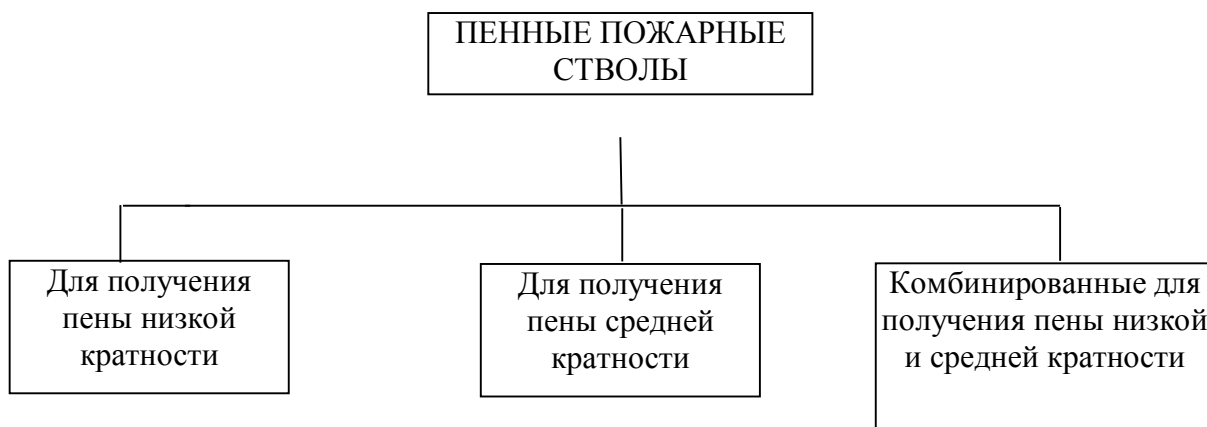 ПЕННЫЕ ПОЖАРНЫЕ
СТВОЛЫ
Для получения
пены низкой
кратности
Для получения
пены средней
кратности
Комбинированные для
получения пены низкой
и средней кратности